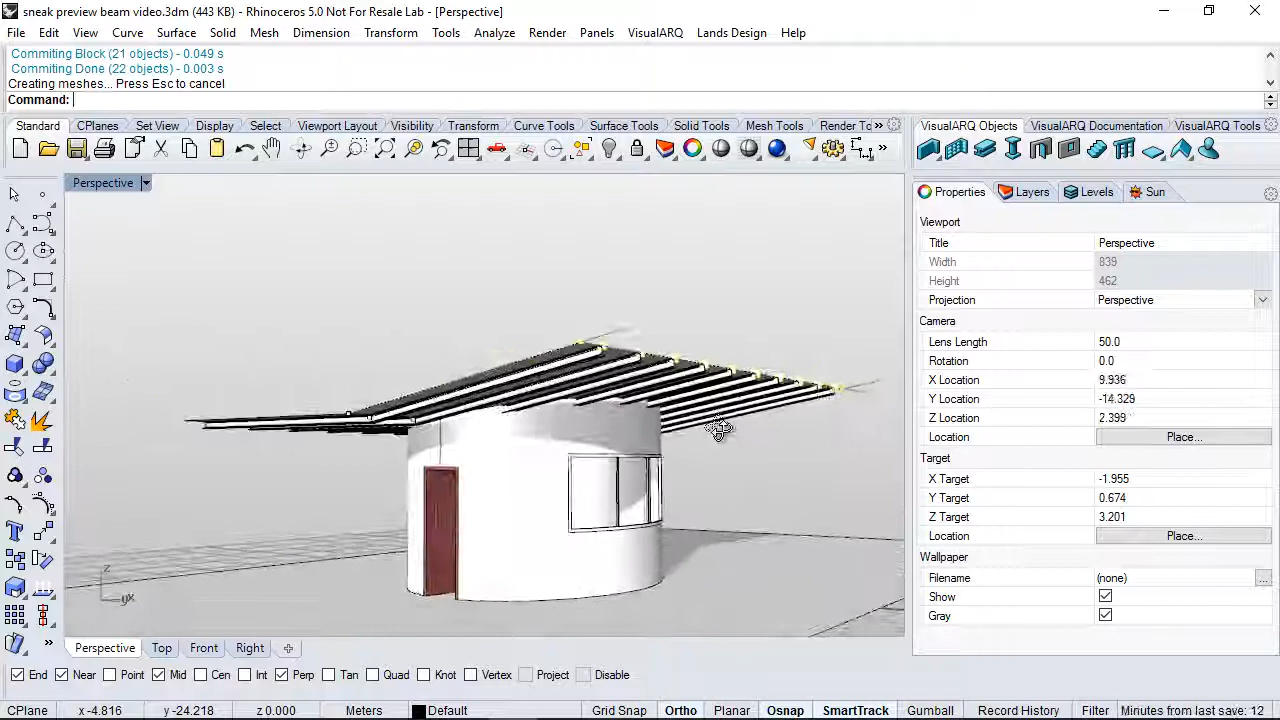 sneak preview beam video.3dm (443 KB) - Rhinoceros 5.0 Not For Resale Lab - [Perspective]
File Edit View Curve Surface Solid Mesh Dimension Transform Tools Analyze Render Panels VisualARQ Lands Design Help
Commiting Block (21 objects) - 0.049 s
Commiting Done (22 objects) - 0.003 s
Creating meshes... Press Esc to cancel
Command:
Standard CPlanes Set View Display Select Viewport Layout Visibility Transform Curve Tools Surface Tools Solid Tools Mesh Tools Render To »
VisualARQ Objects VisualARQ Documentation VisualARQ Tools
Perspective
Properties Layers Levels Sun
Viewport
Title Perspective
Width 839
Height 462
Projection Perspective
Camera
Lens Length 50.0
Rotation 0.0
X Location 9.936
Y Location -14.329
Z Location 2.399
Location Place...
Target
X Target -1.955
Y Target 0.674
Z Target 3.201
Location Place...
Wallpaper
Filename (none) ...
Show
Gray
z
yx
Perspective Top Front Right
End Near Point Mid Cen Int Perp Tan Quad Knot Vertex Project Disable
CPlane x -4.816 y -24.218 z 0.000 Meters Default Grid Snap Ortho Planar Osnap SmartTrack Gumball Record History Filter Minutes from last save: 12